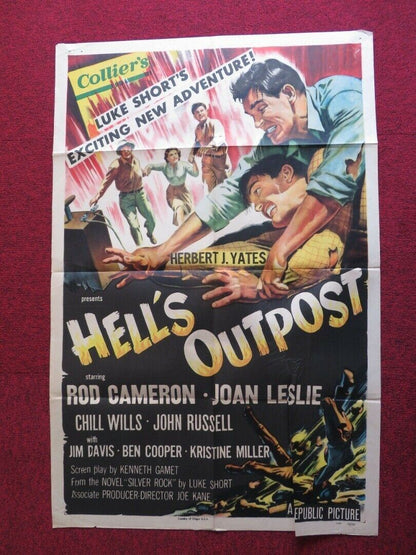 Collier's
LUKE SHORT'S
EXCITING NEW ADVENTURE!
HERBERT J. YATES
presents
HELL'S OUTPOST
starring
ROD CAMERON · JOAN LESLIE
CHILL WILLS · JOHN RUSSELL
with
JIM DAVIS · BEN COOPER · KRISTINE MILLER
Screen play by KENNETH GAMET
From the NOVEL "SILVER ROCK" by LUKE SHORT
Associate PRODUCER-DIRECTOR JOE KANE
A REPUBLIC PICTURE